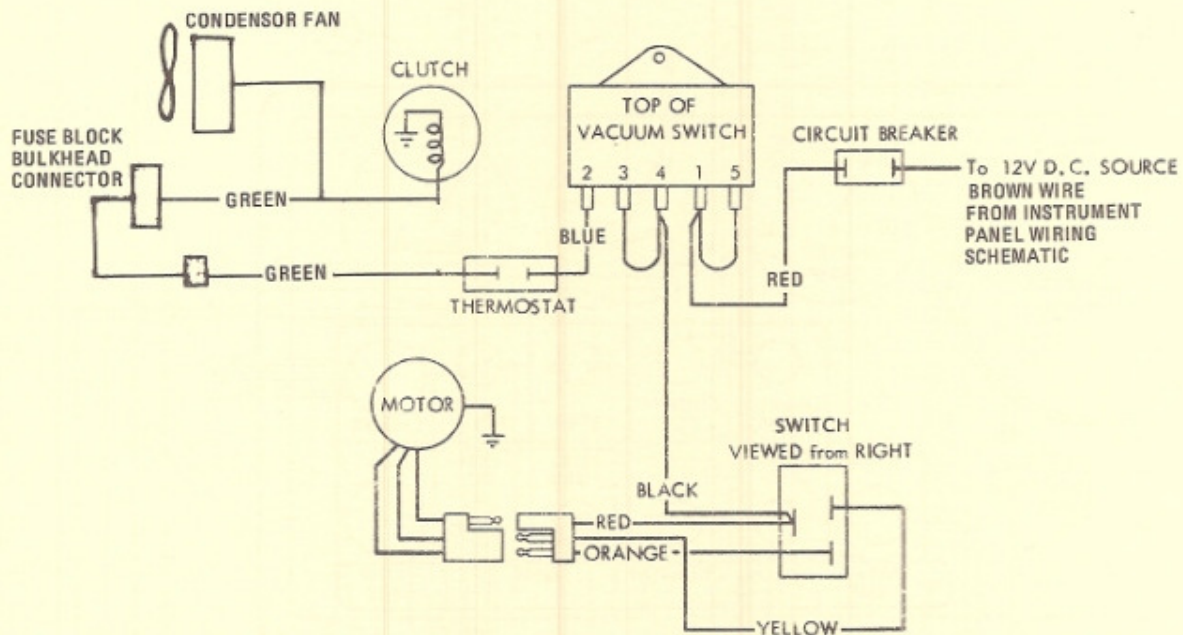 CONDENSOR FAN
CLUTCH
TOP OF
VACUUM SWITCH
2 3 4 1 5
CIRCUIT BREAKER
To 12V D.C. SOURCE
BROWN WIRE
FROM INSTRUMENT
PANEL WIRING
SCHEMATIC
FUSE BLOCK
BULKHEAD
CONNECTOR
GREEN
BLUE
RED
GREEN
THERMOSTAT
MOTOR
SWITCH
VIEWED from RIGHT
BLACK
RED
ORANGE
YELLOW